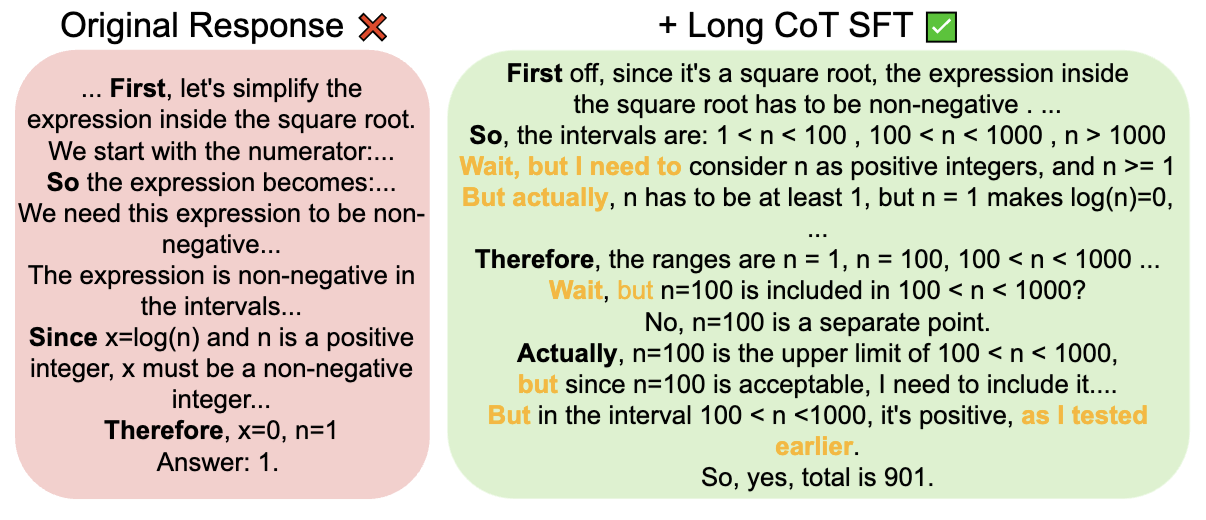 Original Response ❌
... First, let's simplify the
expression inside the square root.
We start with the numerator:...
So the expression becomes:...
We need this expression to be non-
negative...
The expression is non-negative in
the intervals...
Since x=log(n) and n is a positive
integer, x must be a non-negative
integer...
Therefore, x=0, n=1
Answer: 1.
+ Long CoT SFT ✅
First off, since it's a square root, the expression inside
the square root has to be non-negative . ...
So, the intervals are: 1 < n < 100 , 100 < n < 1000 , n > 1000
Wait, but I need to consider n as positive integers, and n >= 1
But actually, n has to be at least 1, but n = 1 makes log(n)=0,
...
Therefore, the ranges are n = 1, n = 100, 100 < n < 1000 ...
Wait, but n=100 is included in 100 < n < 1000?
No, n=100 is a separate point.
Actually, n=100 is the upper limit of 100 < n < 1000,
but since n=100 is acceptable, I need to include it....
But in the interval 100 < n <1000, it's positive, as I tested
earlier.
So, yes, total is 901.